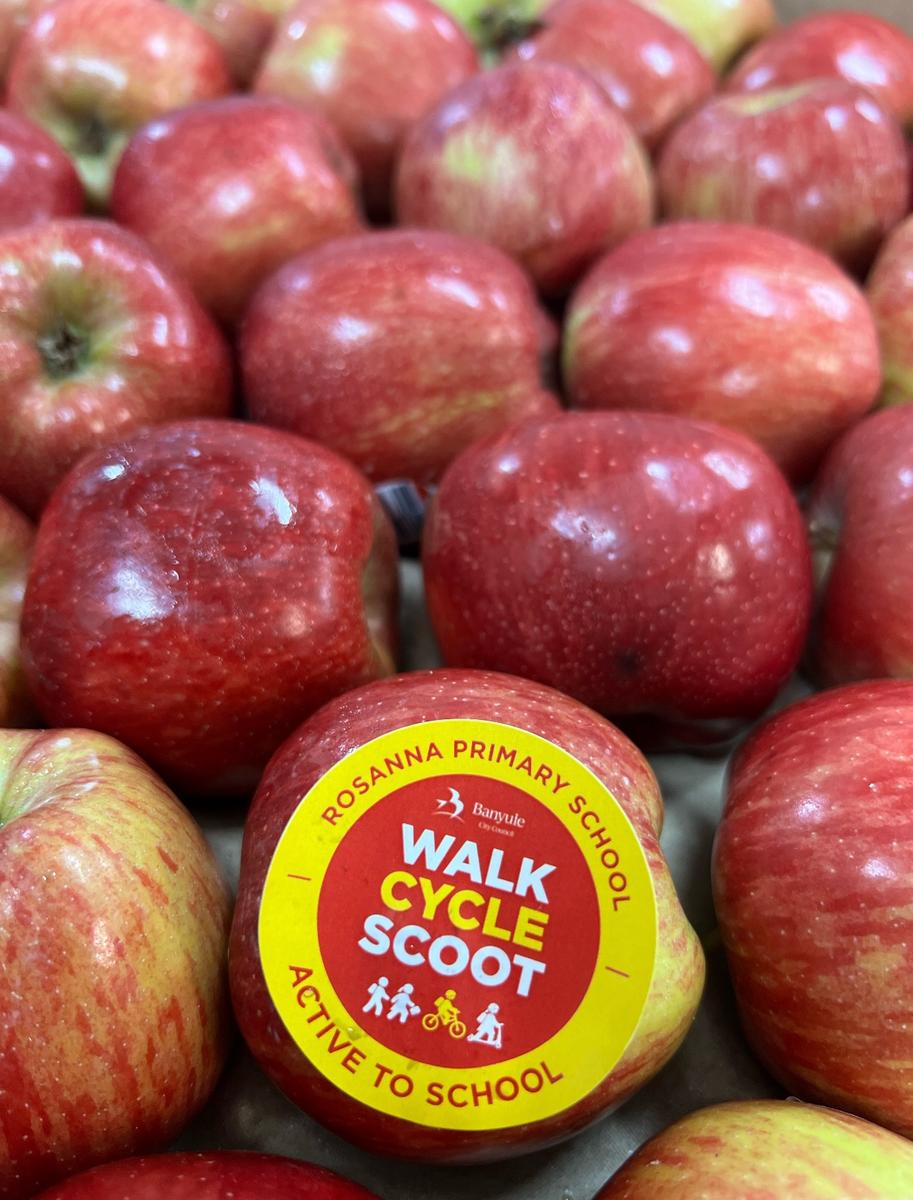 ROSANNA PRIMARY SCHOOL
Banyule
City Council
WALK
CYCLE
SCOOT
ACTIVE TO SCHOOL